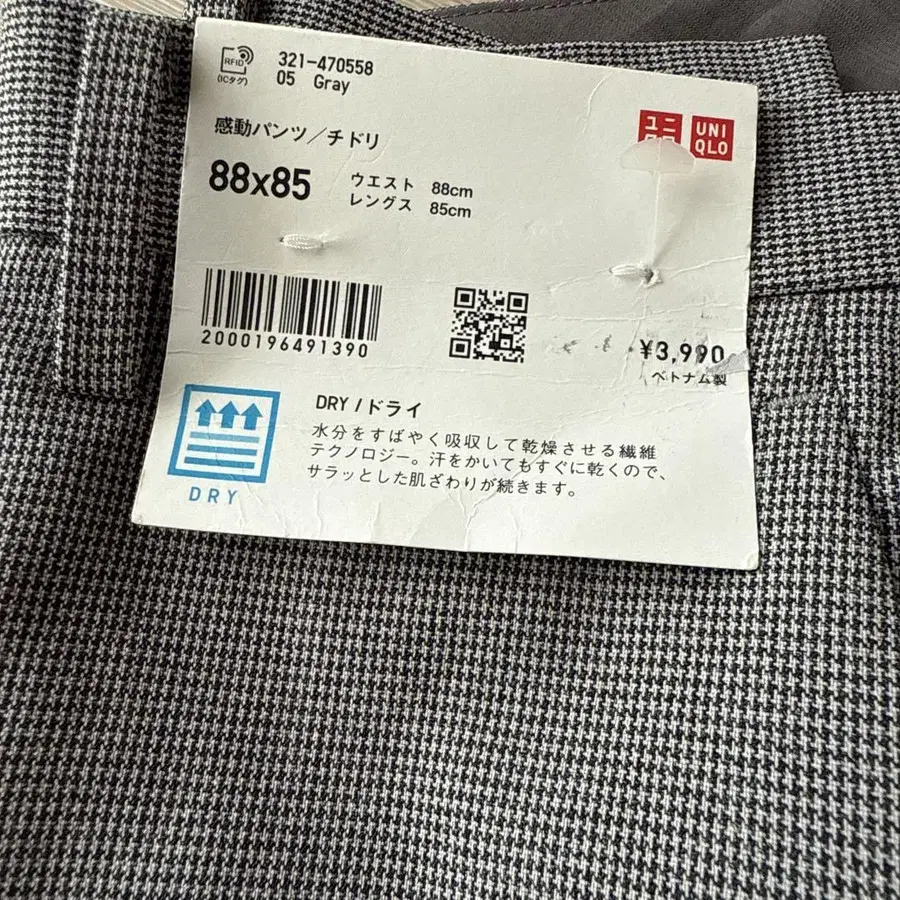 RFID
(ICタグ)
321-470558
05 Gray
感動パンツ/チドリ
ユニ
UNI
QLO
88x85
ウエスト 88cm
レングス 85cm
2000196491390
¥3,990
ベトナム製
DRY
DRY/ドライ
水分をすばやく吸収して乾燥させる繊維
テクノロジー。汗をかいてもすぐに乾くので、
サラッとした肌ざわりが続きます。